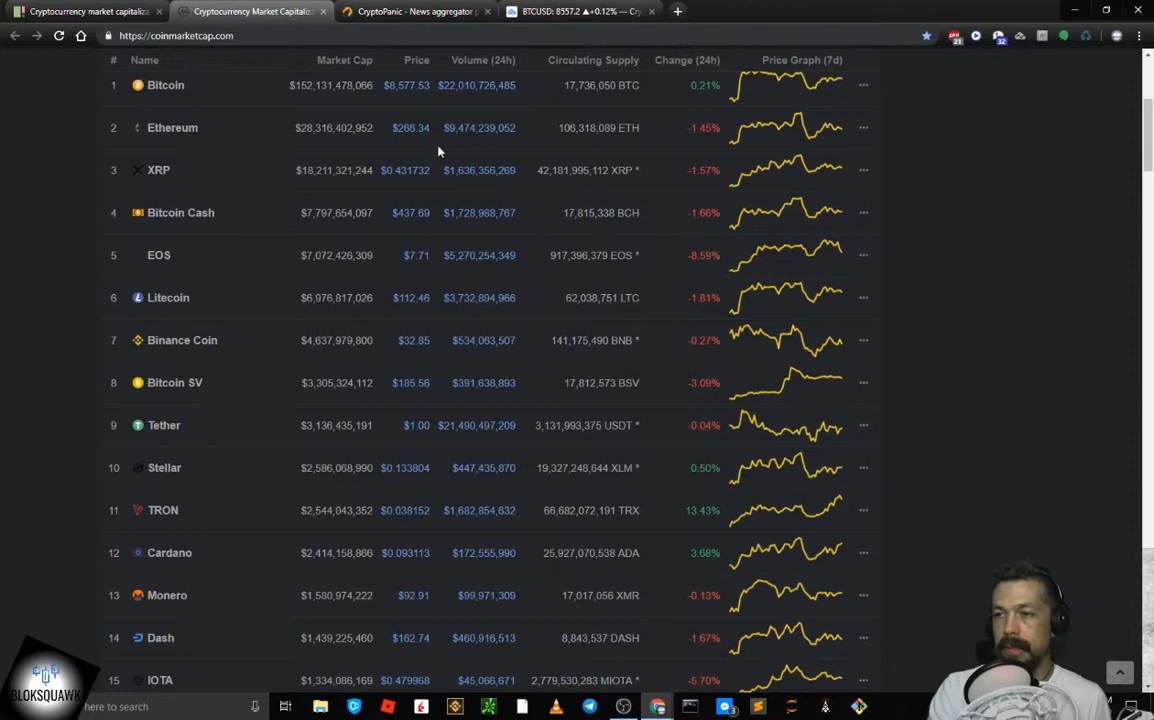 Cryptocurrency market capitaliza
Cryptocurrency Market Capitaliz
CryptoPanic - News aggregator p
BTCUSD: 8557.2 ▲+0.12% — Cry
https://coinmarketcap.com
21
32
# Name Market Cap Price Volume (24h) Circulating Supply Change (24h) Price Graph (7d)
1 Bitcoin $152,131,478,066 $8,577.53 $22,010,726,485 17,736,050 BTC 0.21%
2 Ethereum $28,316,402,952 $266.34 $9,474,239,052 106,318,089 ETH -1.45%
3 XRP $18,211,321,244 $0.431732 $1,636,356,269 42,181,995,112 XRP * -1.57%
4 Bitcoin Cash $7,797,654,097 $437.69 $1,728,988,767 17,815,338 BCH -1.66%
5 EOS $7,072,426,309 $7.71 $5,270,254,349 917,396,379 EOS * -8.59%
6 Litecoin $6,976,817,026 $112.46 $3,732,894,966 62,038,751 LTC -1.81%
7 Binance Coin $4,637,979,800 $32.85 $534,063,507 141,175,490 BNB * -0.27%
8 Bitcoin SV $3,305,324,112 $185.56 $391,638,893 17,812,573 BSV -3.09%
9 Tether $3,136,435,191 $1.00 $21,490,497,209 3,131,993,375 USDT * -0.04%
10 Stellar $2,586,068,990 $0.133804 $447,435,870 19,327,248,644 XLM * 0.50%
11 TRON $2,544,043,352 $0.038152 $1,682,854,632 66,682,072,191 TRX 13.43%
12 Cardano $2,414,158,866 $0.093113 $172,555,990 25,927,070,538 ADA 3.68%
13 Monero $1,580,974,222 $92.91 $99,971,309 17,017,056 XMR -0.13%
14 Dash $1,439,225,460 $162.74 $460,916,513 8,843,537 DASH -1.67%
15 IOTA $1,334,086,169 $0.479968 $45,066,671 2,779,530,283 MIOTA * -5.70%
BLOKSQUAWK
here to search
3